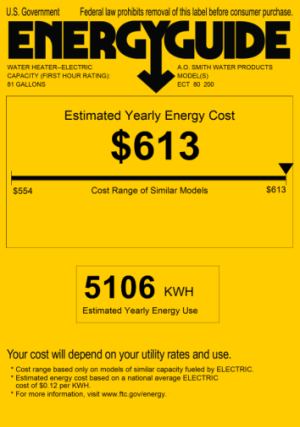 U.S. Government Federal law prohibits removal of this label before consumer purchase.
ENERGYGUIDE
WATER HEATER–ELECTRIC
CAPACITY (FIRST HOUR RATING):
81 GALLONS
A.O. SMITH WATER PRODUCTS
MODEL(S)
ECT 80 200
Estimated Yearly Energy Cost
$613
$554
Cost Range of Similar Models
$613
5106 KWH
Estimated Yearly Energy Use
Your cost will depend on your utility rates and use.
* Cost range based only on models of similar capacity fueled by ELECTRIC.
* Estimated energy cost based on a national average ELECTRIC
cost of $0.12 per KWH.
* For more information, visit www.ftc.gov/energy.